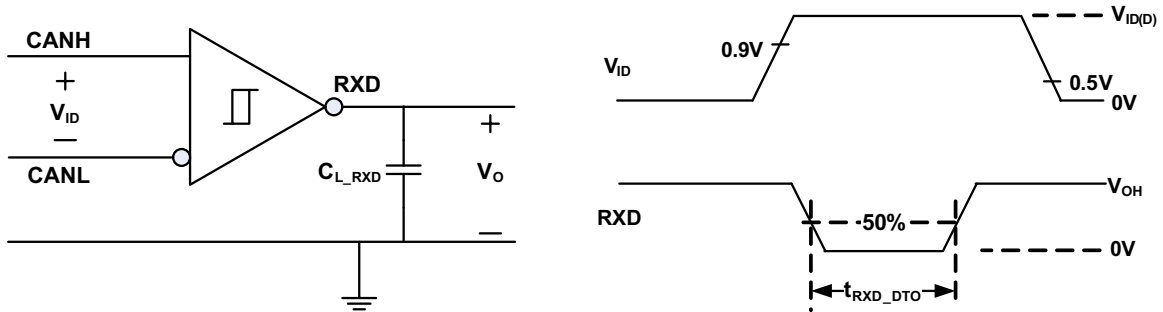 CANH
+
V_ID
—
CANL
RXD
C_L_RXD
+
V_O
—
V_ID
0.9V
V_ID(D)
0.5V
0V
RXD
50%
V_OH
0V
t_RXD_DTO